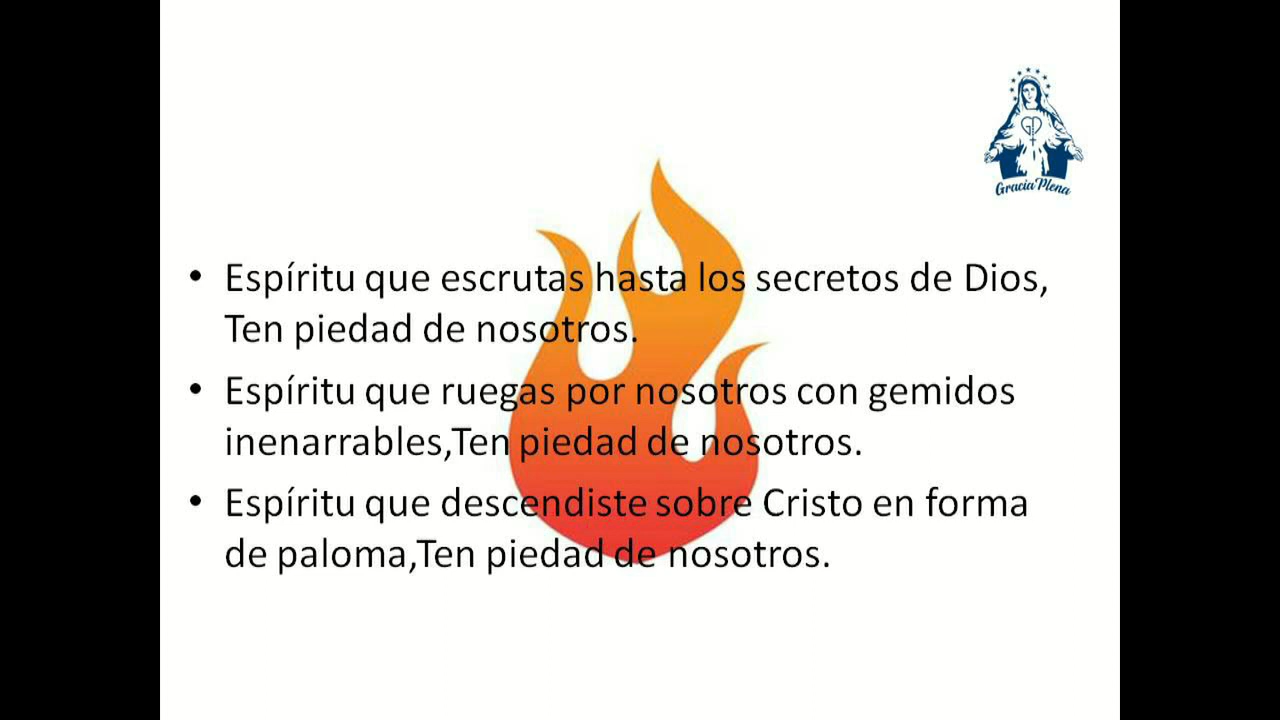 Gracia Plena
• Espíritu que escrutas hasta los secretos de Dios,
Ten piedad de nosotros.
• Espíritu que ruegas por nosotros con gemidos
inenarrables,Ten piedad de nosotros.
• Espíritu que descendiste sobre Cristo en forma
de paloma,Ten piedad de nosotros.